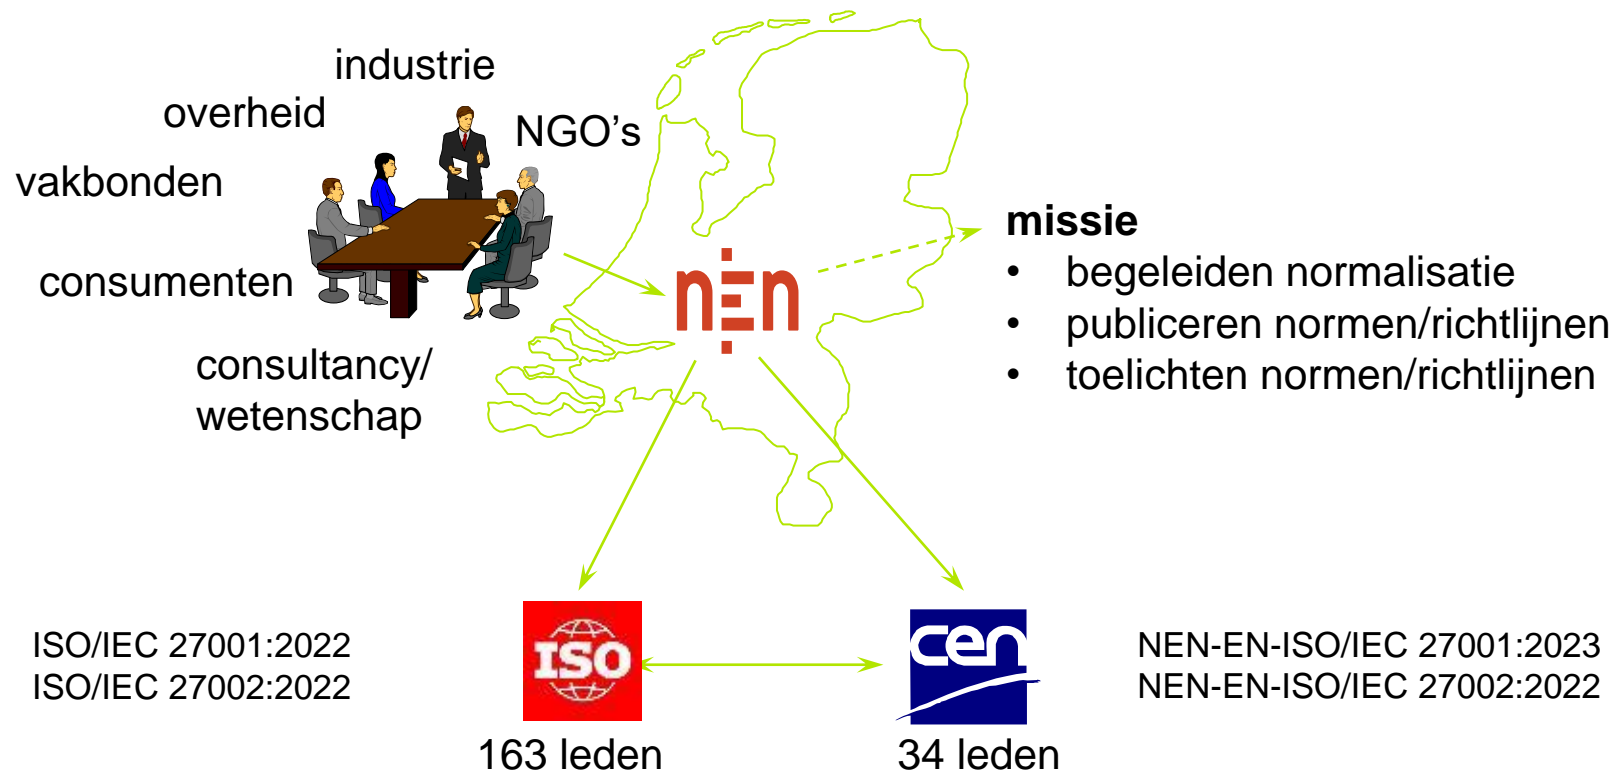 industrie
overheid
NGO's
vakbonden
consumenten
consultancy/
wetenschap
nen
missie
• begeleiden normalisatie
• publiceren normen/richtlijnen
• toelichten normen/richtlijnen
ISO/IEC 27001:2022
ISO/IEC 27002:2022
ISO
163 leden
cen
34 leden
NEN-EN-ISO/IEC 27001:2023
NEN-EN-ISO/IEC 27002:2022